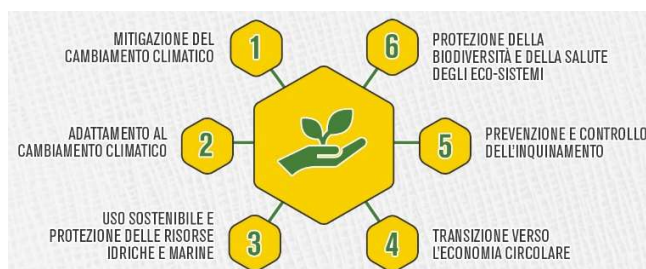 1
MITIGAZIONE DEL
CAMBIAMENTO CLIMATICO
2
ADATTAMENTO AL
CAMBIAMENTO CLIMATICO
3
USO SOSTENIBILE E
PROTEZIONE DELLE RISORSE
IDRICHE E MARINE
4
TRANSIZIONE VERSO
L'ECONOMIA CIRCOLARE
5
PREVENZIONE E CONTROLLO
DELL'INQUINAMENTO
6
PROTEZIONE DELLA
BIODIVERSITÀ E DELLA SALUTE
DEGLI ECO-SISTEMI